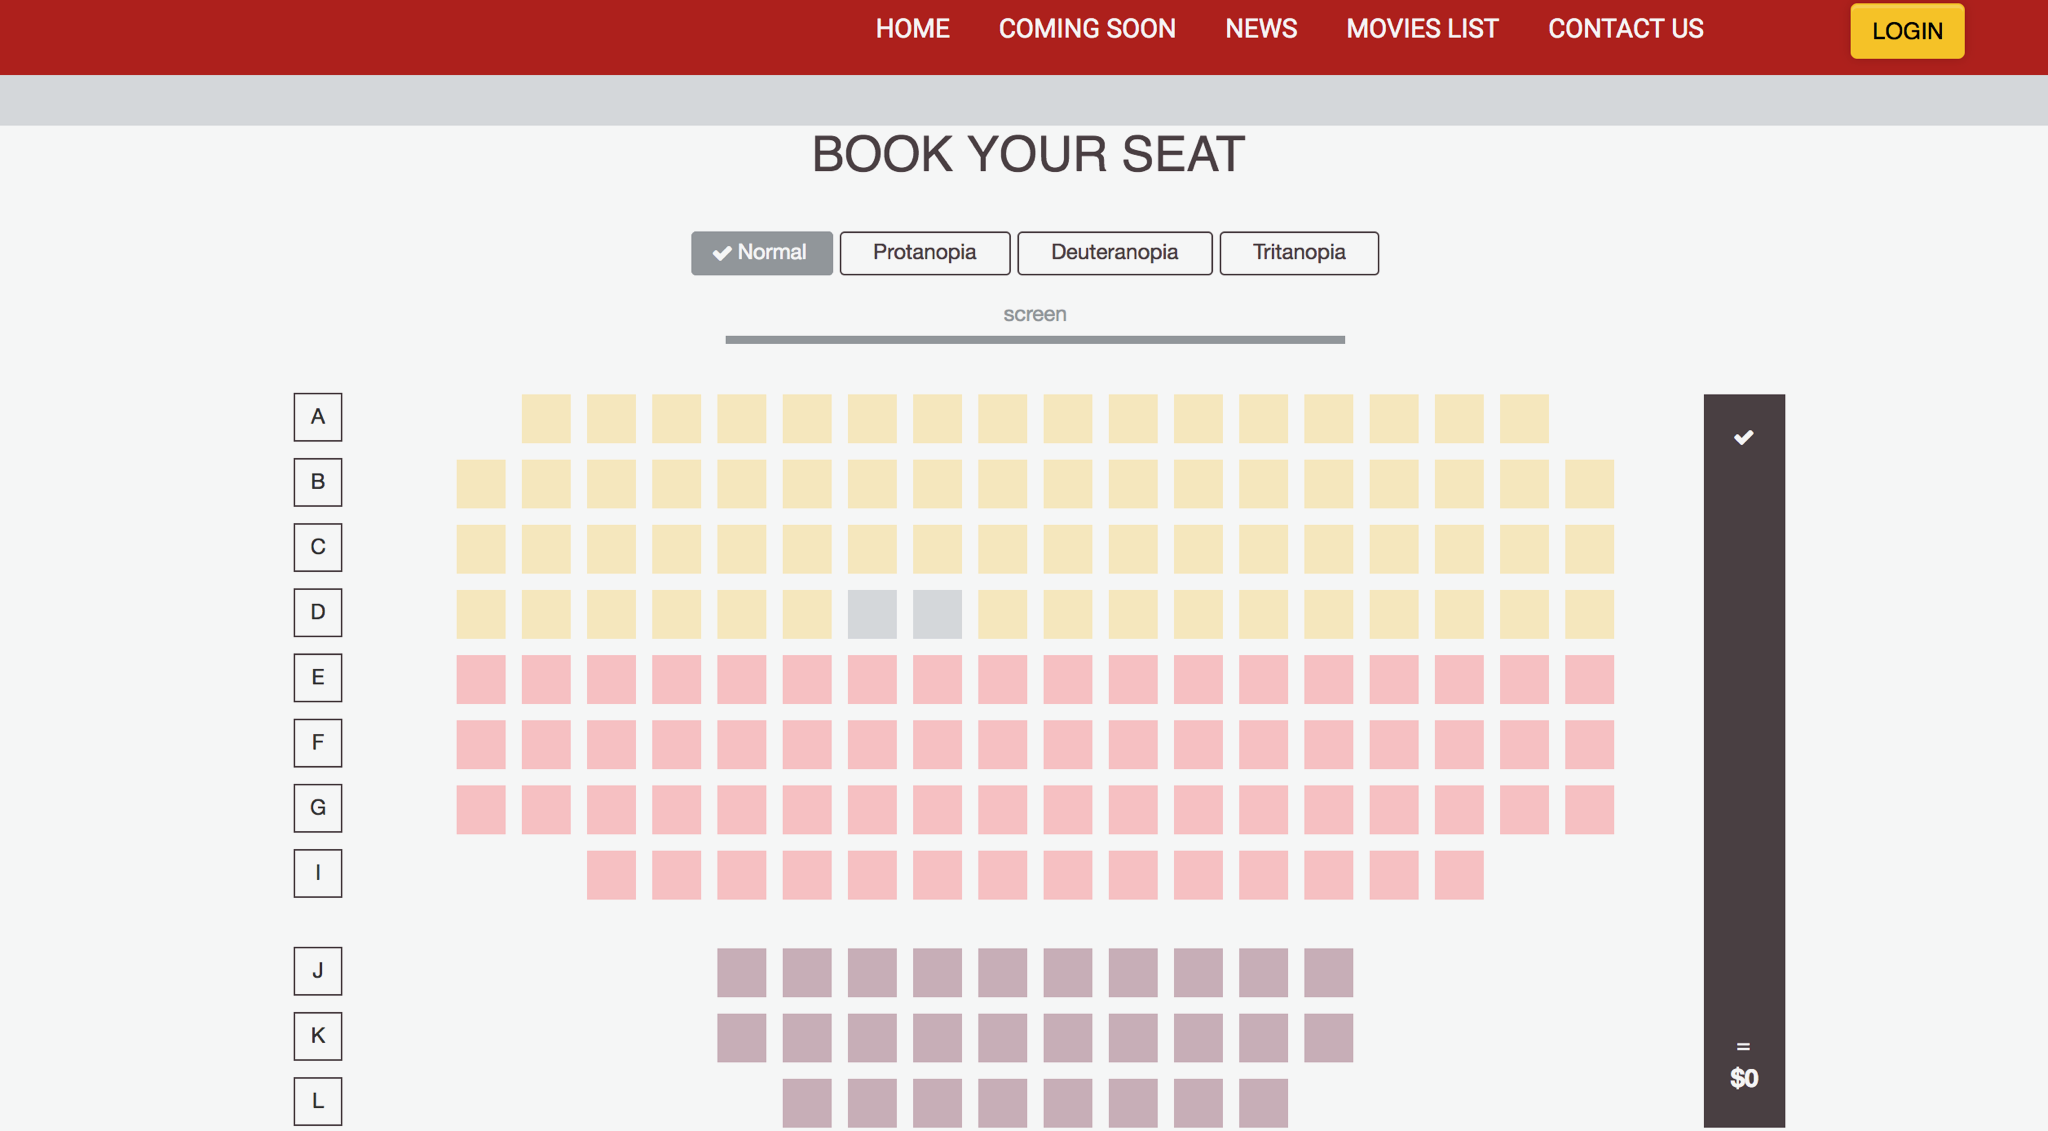 HOME COMING SOON NEWS MOVIES LIST CONTACT US LOGIN
BOOK YOUR SEAT
Normal Protanopia Deuteranopia Tritanopia
screen
A
B
C
D
E
F
G
I
J
K
=
$0
L